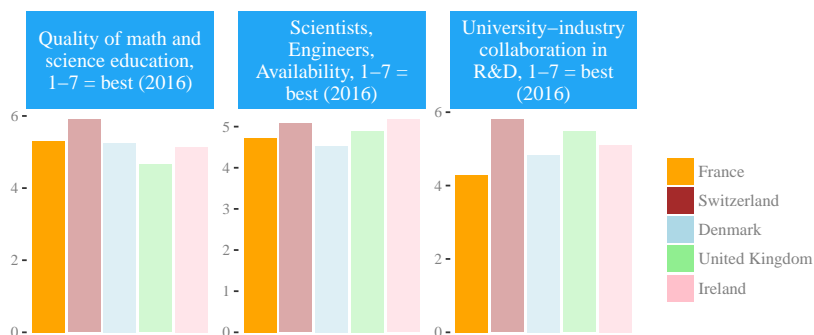 Quality of math and
science education,
1–7 = best (2016)
Scientists,
Engineers,
Availability, 1–7 =
best (2016)
University–industry
collaboration in
R&D, 1–7 = best
(2016)
6
4
2
0
5
4
3
2
1
0
6
4
2
0
France
Switzerland
Denmark
United Kingdom
Ireland